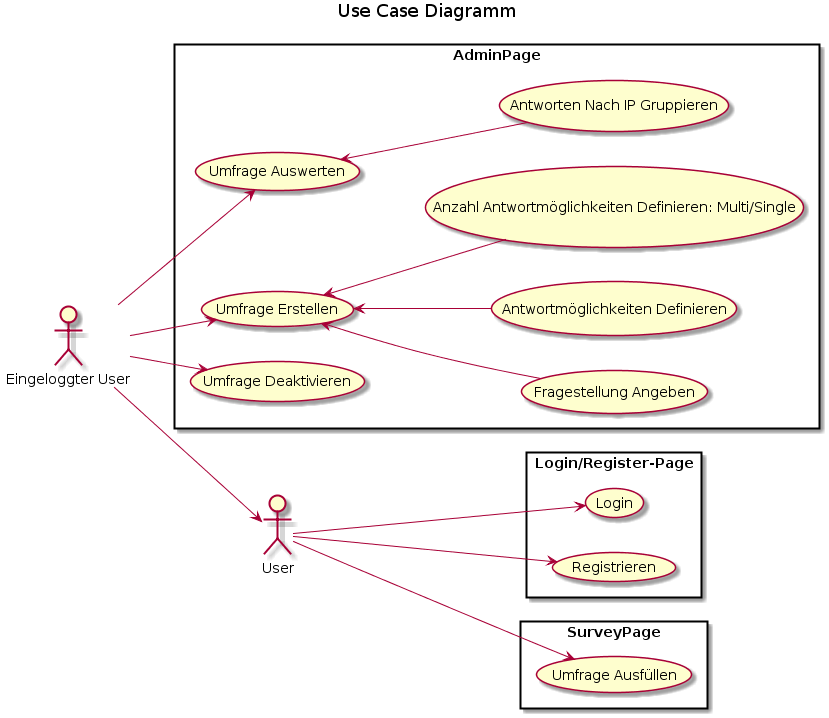 Use Case Diagramm
AdminPage
Antworten Nach IP Gruppieren
Umfrage Auswerten
Anzahl Antwortmöglichkeiten Definieren: Multi/Single
Umfrage Erstellen
Antwortmöglichkeiten Definieren
Eingeloggter User
Umfrage Deaktivieren
Fragestellung Angeben
Login/Register-Page
Login
User
Registrieren
SurveyPage
Umfrage Ausfüllen